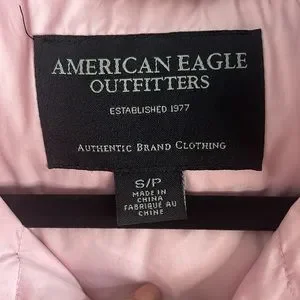 AMERICAN EAGLE
OUTFITTERS
ESTABLISHED 1977
AUTHENTIC BRAND CLOTHING
S/P
MADE IN
CHINA
FABRIQUÉ AU
CHINE